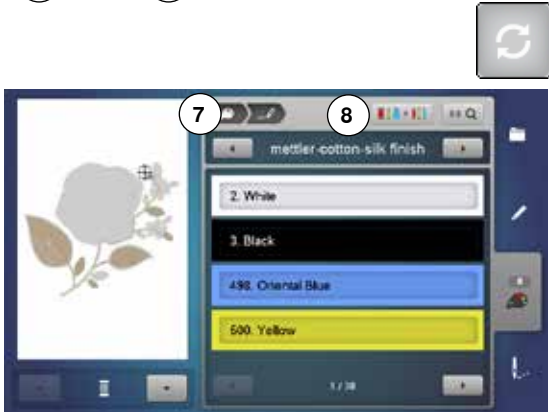 7
8
mettler-cotton-silk finish
2. White
3. Black
498. Oriental Blue
500. Yellow
1 / 38